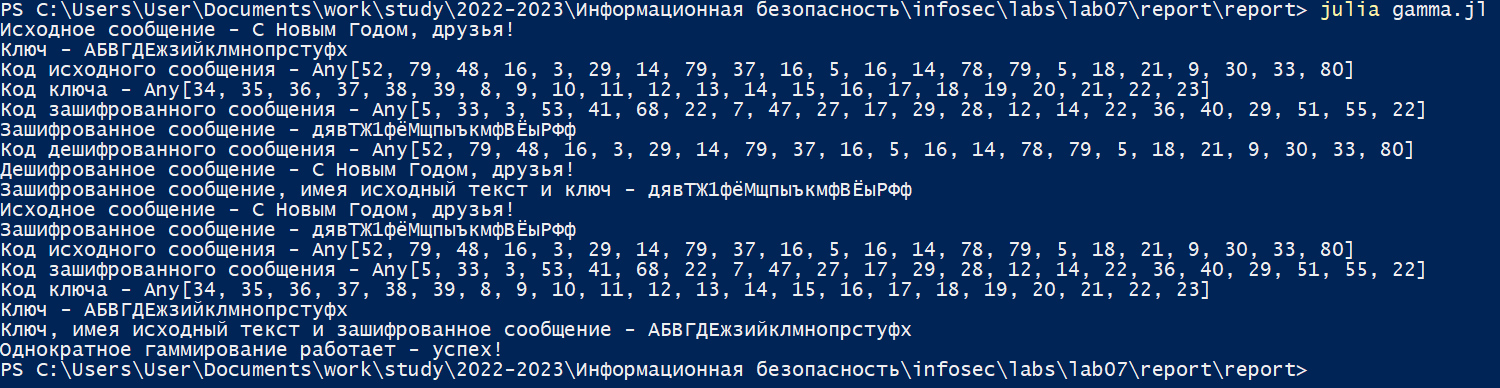 PS C:\Users\User\Documents\work\study\2022-2023\Информационная безопасность\infosec\labs\lab07\report\report> julia gamma.jl
Исходное сообщение - С Новым Годом, друзья!
Ключ - АБВГДЕжзийклмнопрстуфх
Код исходного сообщения - Any[52, 79, 48, 16, 3, 29, 14, 79, 37, 16, 5, 16, 14, 78, 79, 5, 18, 21, 9, 30, 33, 80]
Код ключа - Any[34, 35, 36, 37, 38, 39, 8, 9, 10, 11, 12, 13, 14, 15, 16, 17, 18, 19, 20, 21, 22, 23]
Код зашифрованного сообщения - Any[5, 33, 3, 53, 41, 68, 22, 7, 47, 27, 17, 29, 28, 12, 14, 22, 36, 40, 29, 51, 55, 22]
Зашифрованное сообщение - дявТЖ1фёМщпыъкмфВЁыРФф
Код дешифрованного сообщения - Any[52, 79, 48, 16, 3, 29, 14, 79, 37, 16, 5, 16, 14, 78, 79, 5, 18, 21, 9, 30, 33, 80]
Дешифрованное сообщение - С Новым Годом, друзья!
Зашифрованное сообщение, имея исходный текст и ключ - дявТЖ1фёМщпыъкмфВЁыРФф
Исходное сообщение - С Новым Годом, друзья!
Зашифрованное сообщение - дявТЖ1фёМщпыъкмфВЁыРФф
Код исходного сообщения - Any[52, 79, 48, 16, 3, 29, 14, 79, 37, 16, 5, 16, 14, 78, 79, 5, 18, 21, 9, 30, 33, 80]
Код зашифрованного сообщения - Any[5, 33, 3, 53, 41, 68, 22, 7, 47, 27, 17, 29, 28, 12, 14, 22, 36, 40, 29, 51, 55, 22]
Код ключа - Any[34, 35, 36, 37, 38, 39, 8, 9, 10, 11, 12, 13, 14, 15, 16, 17, 18, 19, 20, 21, 22, 23]
Ключ - АБВГДЕжзийклмнопрстуфх
Ключ, имея исходный текст и зашифрованное сообщение - АБВГДЕжзийклмнопрстуфх
Однократное гаммирование работает - успех!
PS C:\Users\User\Documents\work\study\2022-2023\Информационная безопасность\infosec\labs\lab07\report\report>